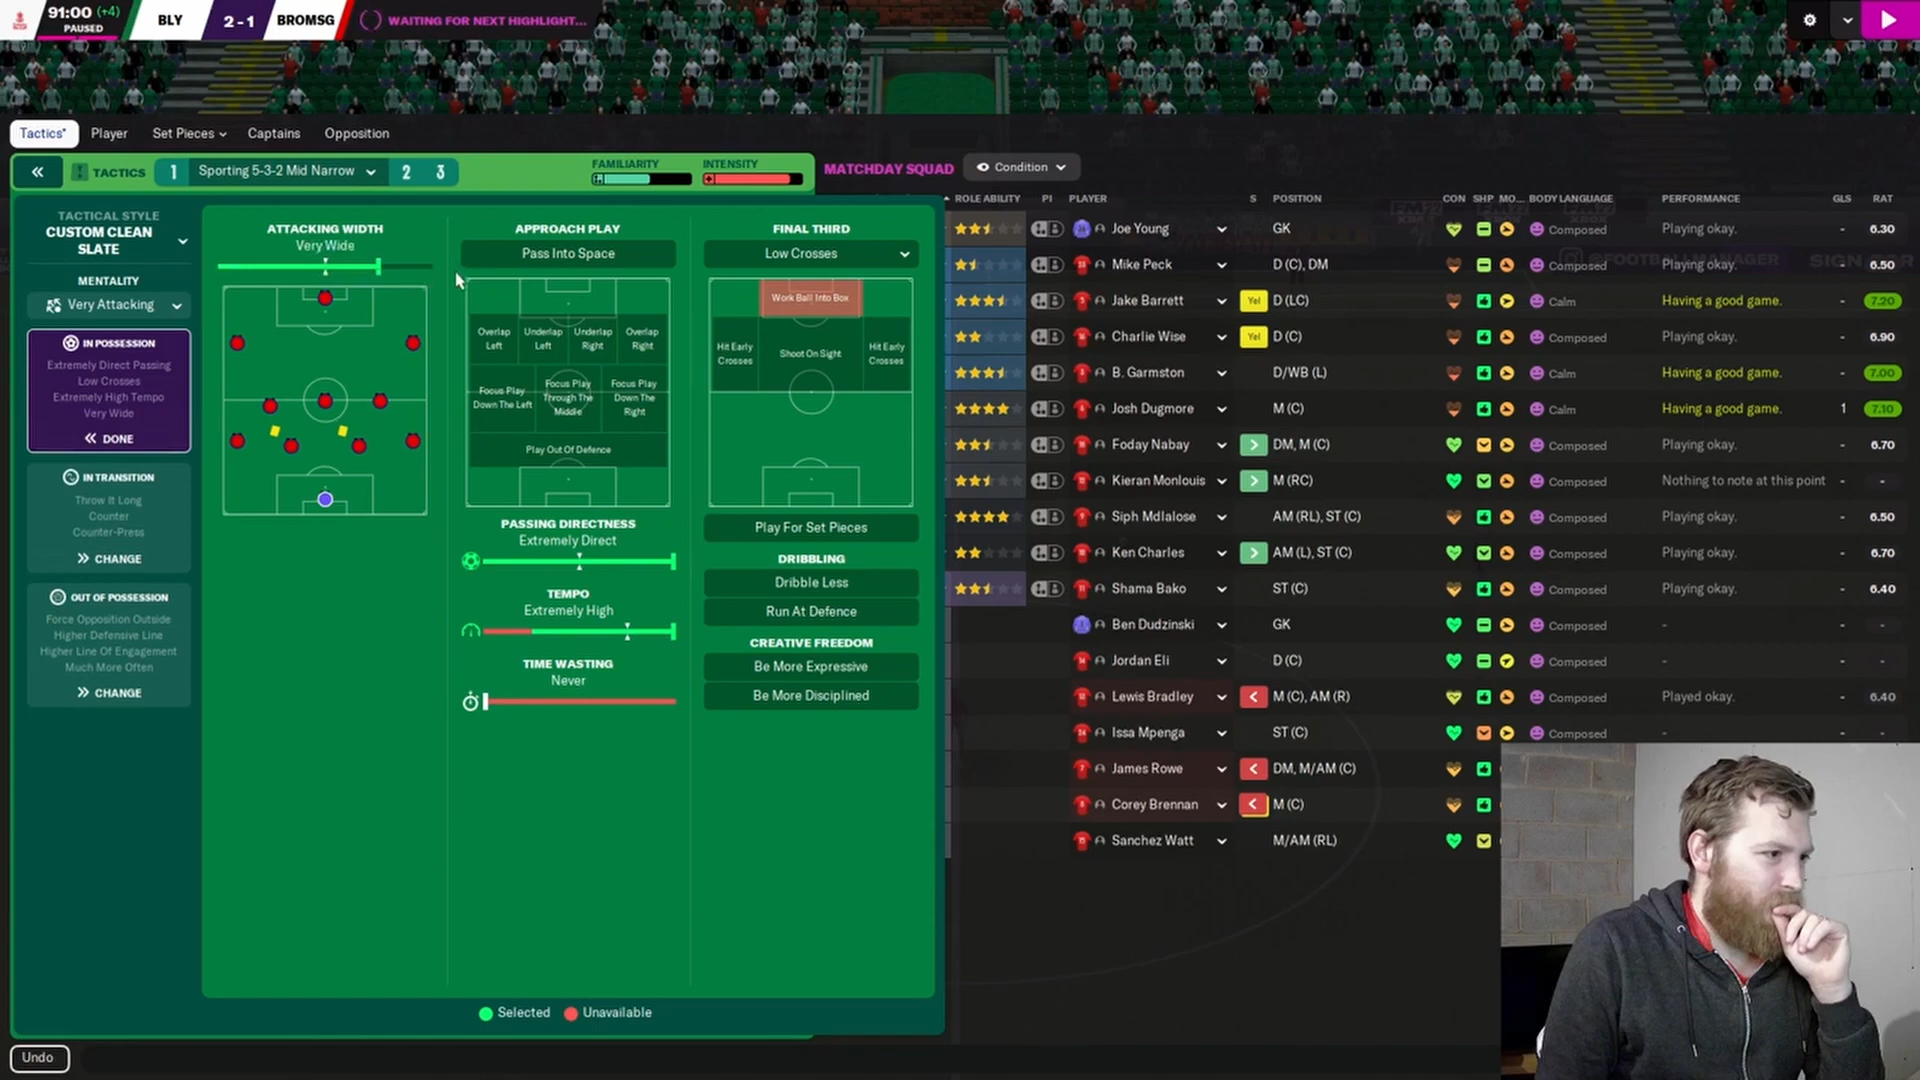 91:00 (+4)
PAUSED
BLY
2 - 1
BROMSG
WAITING FOR NEXT HIGHLIGHT...
Tactics*
Player
Set Pieces
Captains
Opposition
TACTICS
1
Sporting 5-3-2 Mid Narrow
2
3
FAMILIARITY
INTENSITY
MATCHDAY SQUAD
Condition
TACTICAL STYLE
CUSTOM CLEAN
SLATE
MENTALITY
Very Attacking
IN POSSESSION
Extremely Direct Passing
Low Crosses
Extremely High Tempo
Very Wide
DONE
IN TRANSITION
Throw It Long
Counter
Counter-Press
CHANGE
OUT OF POSSESSION
Force Opposition Outside
Higher Defensive Line
Higher Line Of Engagement
Much More Often
CHANGE
ATTACKING WIDTH
Very Wide
APPROACH PLAY
Pass Into Space
Overlap Left
Underlap Left
Underlap Right
Overlap Right
Focus Play Down The Left
Focus Play Through The Middle
Focus Play Down The Right
Play Out Of Defence
PASSING DIRECTNESS
Extremely Direct
TEMPO
Extremely High
TIME WASTING
Never
FINAL THIRD
Low Crosses
Work Ball Into Box
Hit Early Crosses
Shoot On Sight
Hit Early Crosses
Play For Set Pieces
DRIBBLING
Dribble Less
Run At Defence
CREATIVE FREEDOM
Be More Expressive
Be More Disciplined
Selected
Unavailable
Undo
ROLE ABILITY PI PLAYER S POSITION CON SHP MO... BODY LANGUAGE PERFORMANCE GLS RAT
Joe Young GK Composed Playing okay. - 6.30
Mike Peck D (C), DM Composed Playing okay. - 6.50
Jake Barrett Yel D (LC) Calm Having a good game. - 7.20
Charlie Wise Yel D (C) Composed Playing okay. - 6.90
B. Garmston D/WB (L) Calm Having a good game. - 7.00
Josh Dugmore M (C) Calm Having a good game. 1 7.10
Foday Nabay DM, M (C) Composed Playing okay. - 6.70
Kieran Monlouis M (RC) Composed Nothing to note at this point - -
Siph Mdlalose AM (RL), ST (C) Composed Playing okay. - 6.50
Ken Charles AM (L), ST (C) Composed Playing okay. - 6.70
Shama Bako ST (C) Composed Playing okay. - 6.40
Ben Dudzinski GK Composed - - -
Jordan Eli D (C) Composed - - -
Lewis Bradley M (C), AM (R) Composed Played okay. - 6.40
Issa Mpenga ST (C) Composed - - -
James Rowe DM, M/AM (C)
Corey Brennan M (C)
Sanchez Watt M/AM (RL)
@FOOTBALLMANAGER